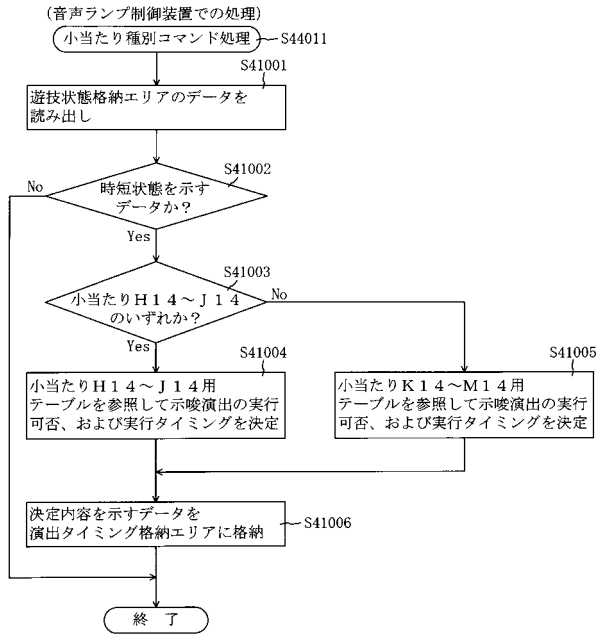 （音声ランプ制御装置での処理）
小当たり種別コマンド処理
S44011
S41001
遊技状態格納エリアのデータを
読み出し
S41002
No
時短状態を示す
データか？
Yes
S41003
小当たりＨ１４～Ｊ１４
のいずれか？
No
Yes
S41004
小当たりＨ１４～Ｊ１４用
テーブルを参照して示唆演出の実行
可否、および実行タイミングを決定
S41005
小当たりＫ１４～Ｍ１４用
テーブルを参照して示唆演出の実行
可否、および実行タイミングを決定
決定内容を示すデータを
演出タイミング格納エリアに格納
S41006
終　了